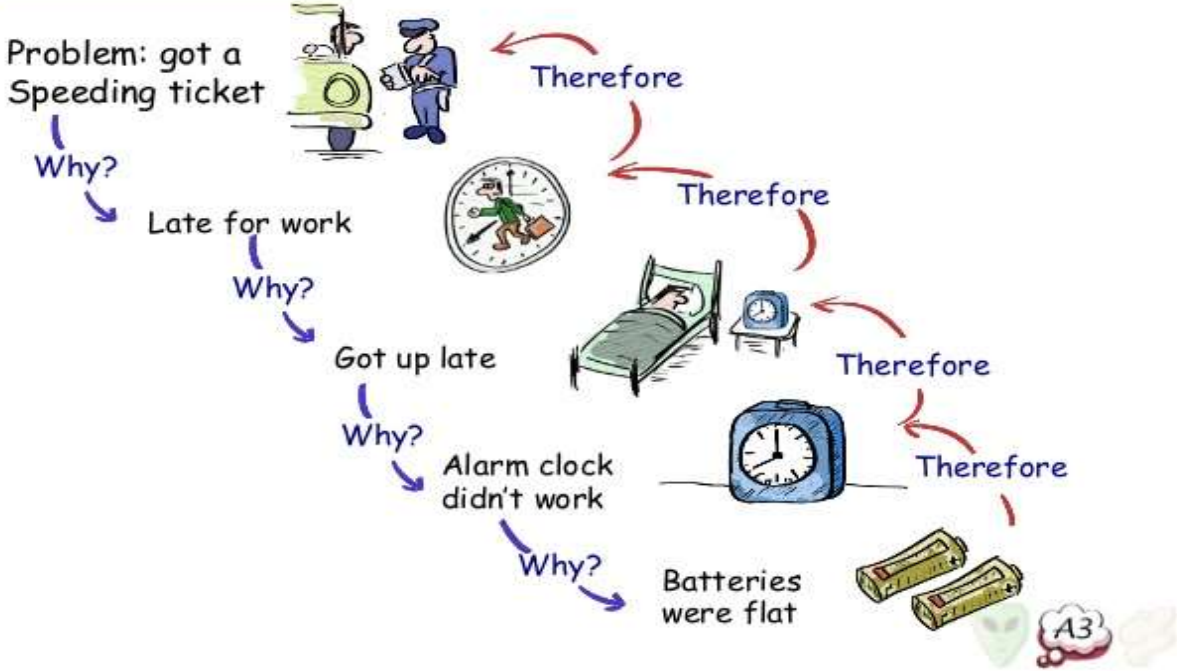 Problem: got a
Speeding ticket
Therefore
Why?
Therefore
Late for work
Why?
Got up late
Therefore
Why?
Alarm clock
didn't work
Therefore
Why?
Batteries
were flat
A3